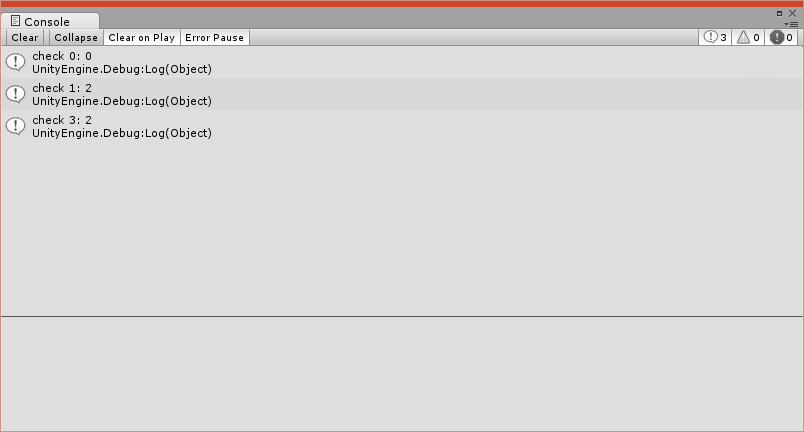 Console
Clear Collapse Clear on Play Error Pause 3 0 0
check 0: 0
UnityEngine.Debug:Log(Object)
check 1: 2
UnityEngine.Debug:Log(Object)
check 3: 2
UnityEngine.Debug:Log(Object)